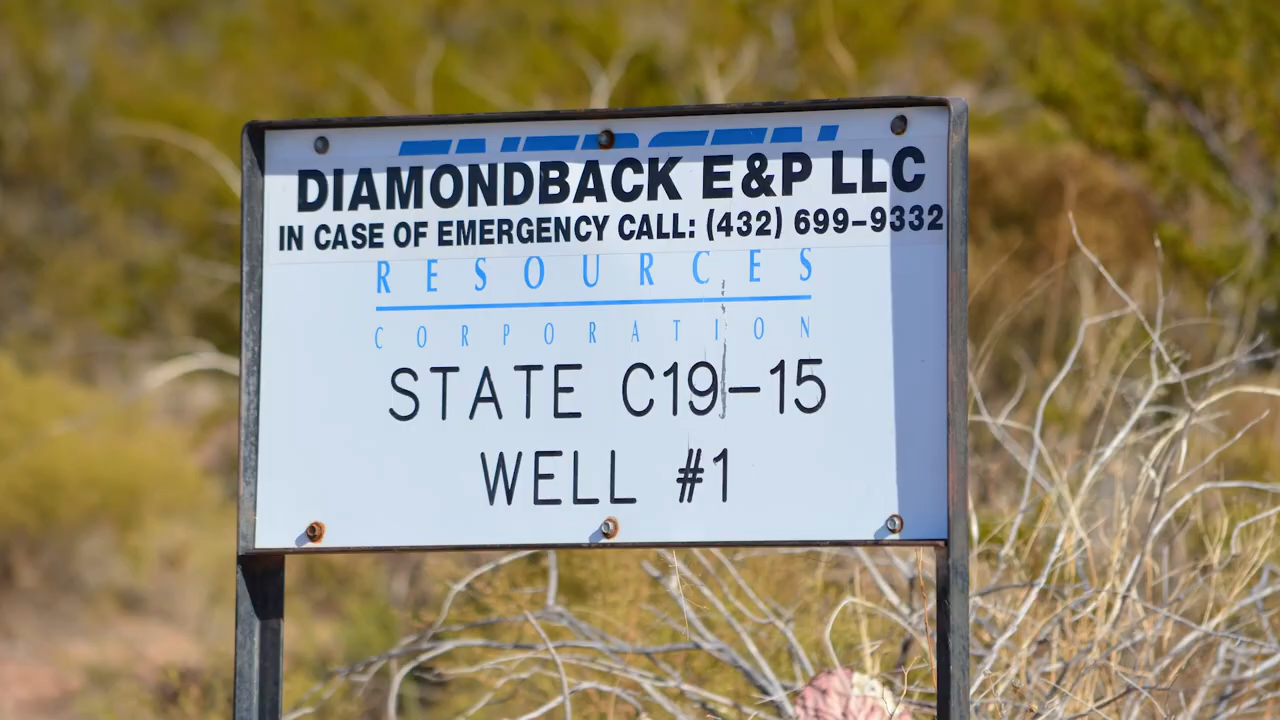 DIAMONDBACK E&P LLC
IN CASE OF EMERGENCY CALL: (432) 699-9332
RESOURCES
CORPORATION
STATE C19-15
WELL #1